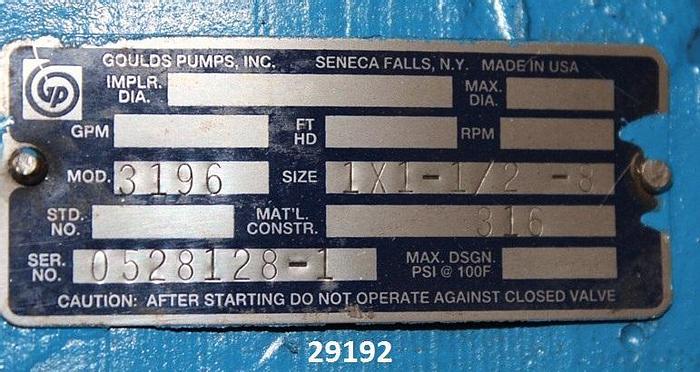 GOULDS PUMPS, INC. SENECA FALLS, N.Y. MADE IN USA
IMPLR. DIA. MAX. DIA.
GPM FT HD RPM
MOD. 3196 SIZE 1X1-1/2 -8
STD. NO. MAT'L. CONSTR. 316
SER. NO. 0528128-1 MAX. DSGN. PSI @ 100F
CAUTION: AFTER STARTING DO NOT OPERATE AGAINST CLOSED VALVE
29192